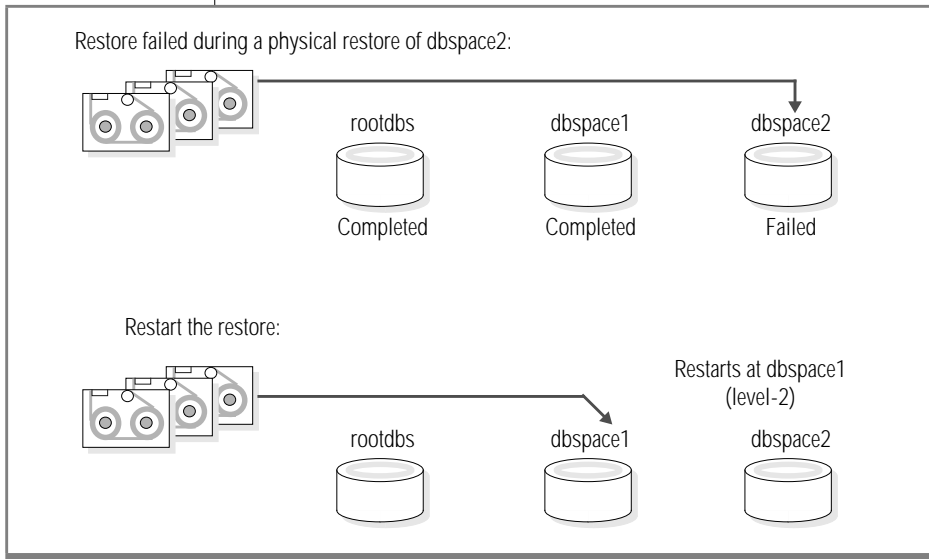 Restore failed during a physical restore of dbspace2:
rootdbs
dbspace1
dbspace2
Completed
Completed
Failed
Restart the restore:
Restarts at dbspace1
(level-2)
rootdbs
dbspace1
dbspace2